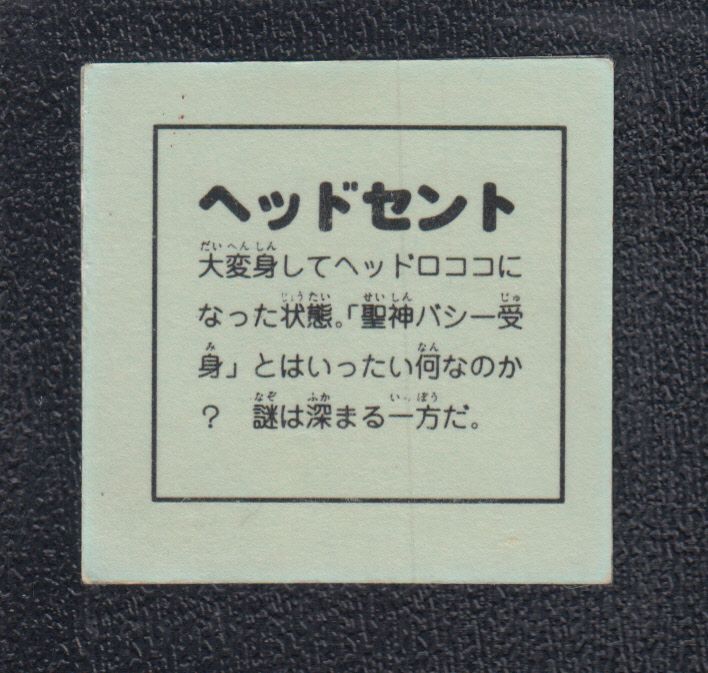 ヘッドセント
大変身してヘッドロココに
なった状態。「聖神バシー受
身」とはいったい何なのか
? 謎は深まる一方だ。